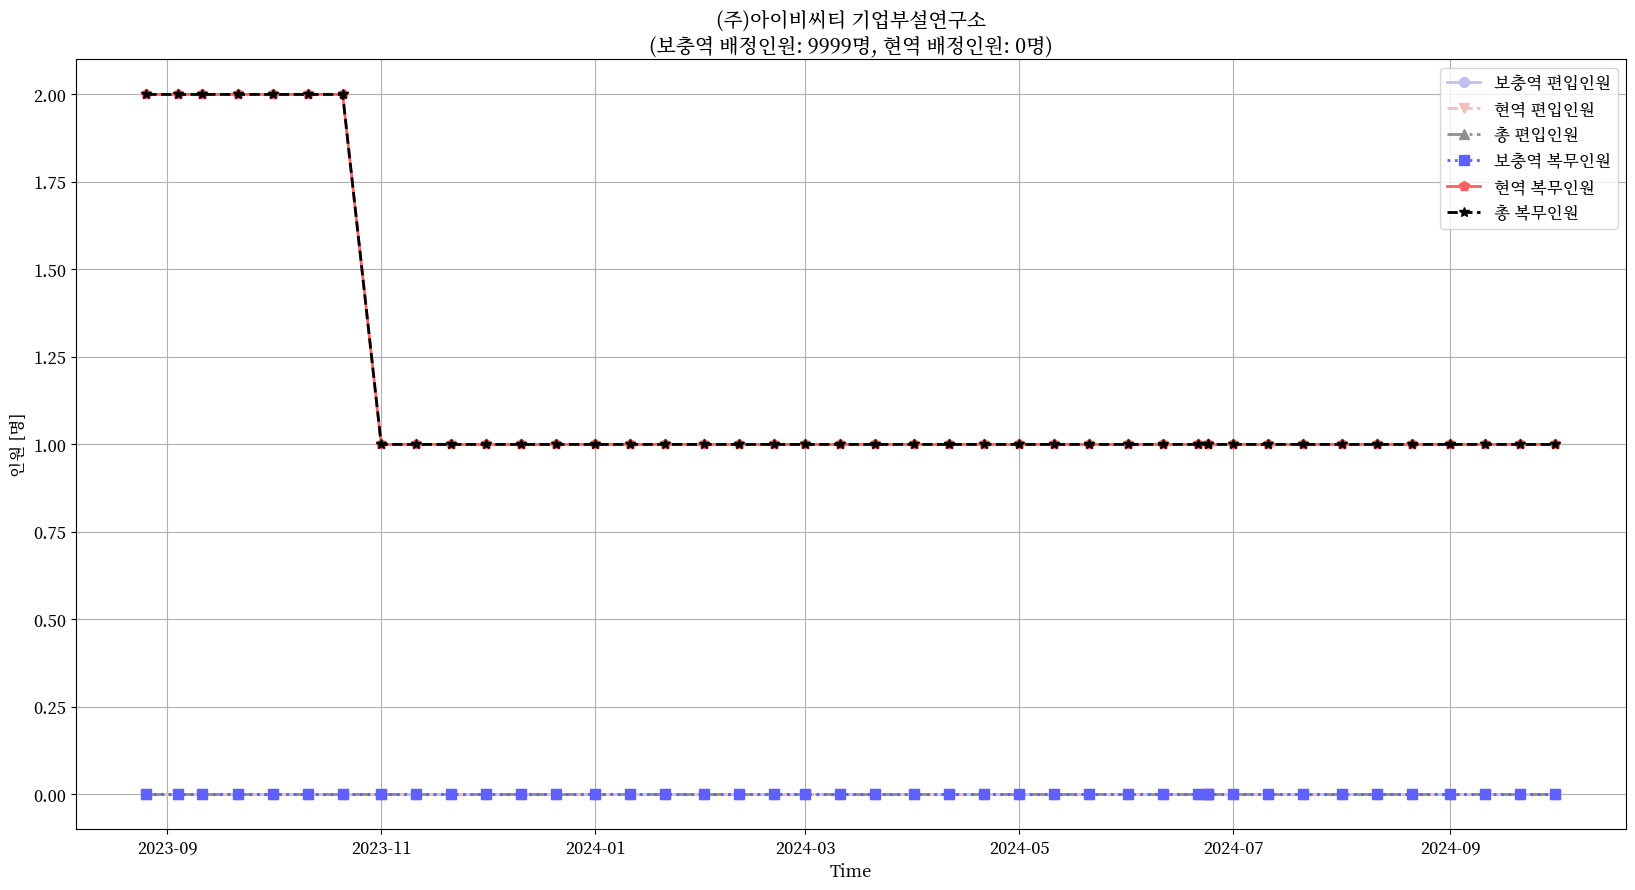 (주)아이비씨티 기업부설연구소
(보충역 배정인원: 9999명, 현역 배정인원: 0명)
보충역 편입인원
현역 편입인원
총 편입인원
보충역 복무인원
현역 복무인원
총 복무인원
2.00
1.75
1.50
1.25
1.00
0.75
0.50
0.25
0.00
인원 [명]
2023-09
2023-11
2024-01
2024-03
2024-05
2024-07
2024-09
Time